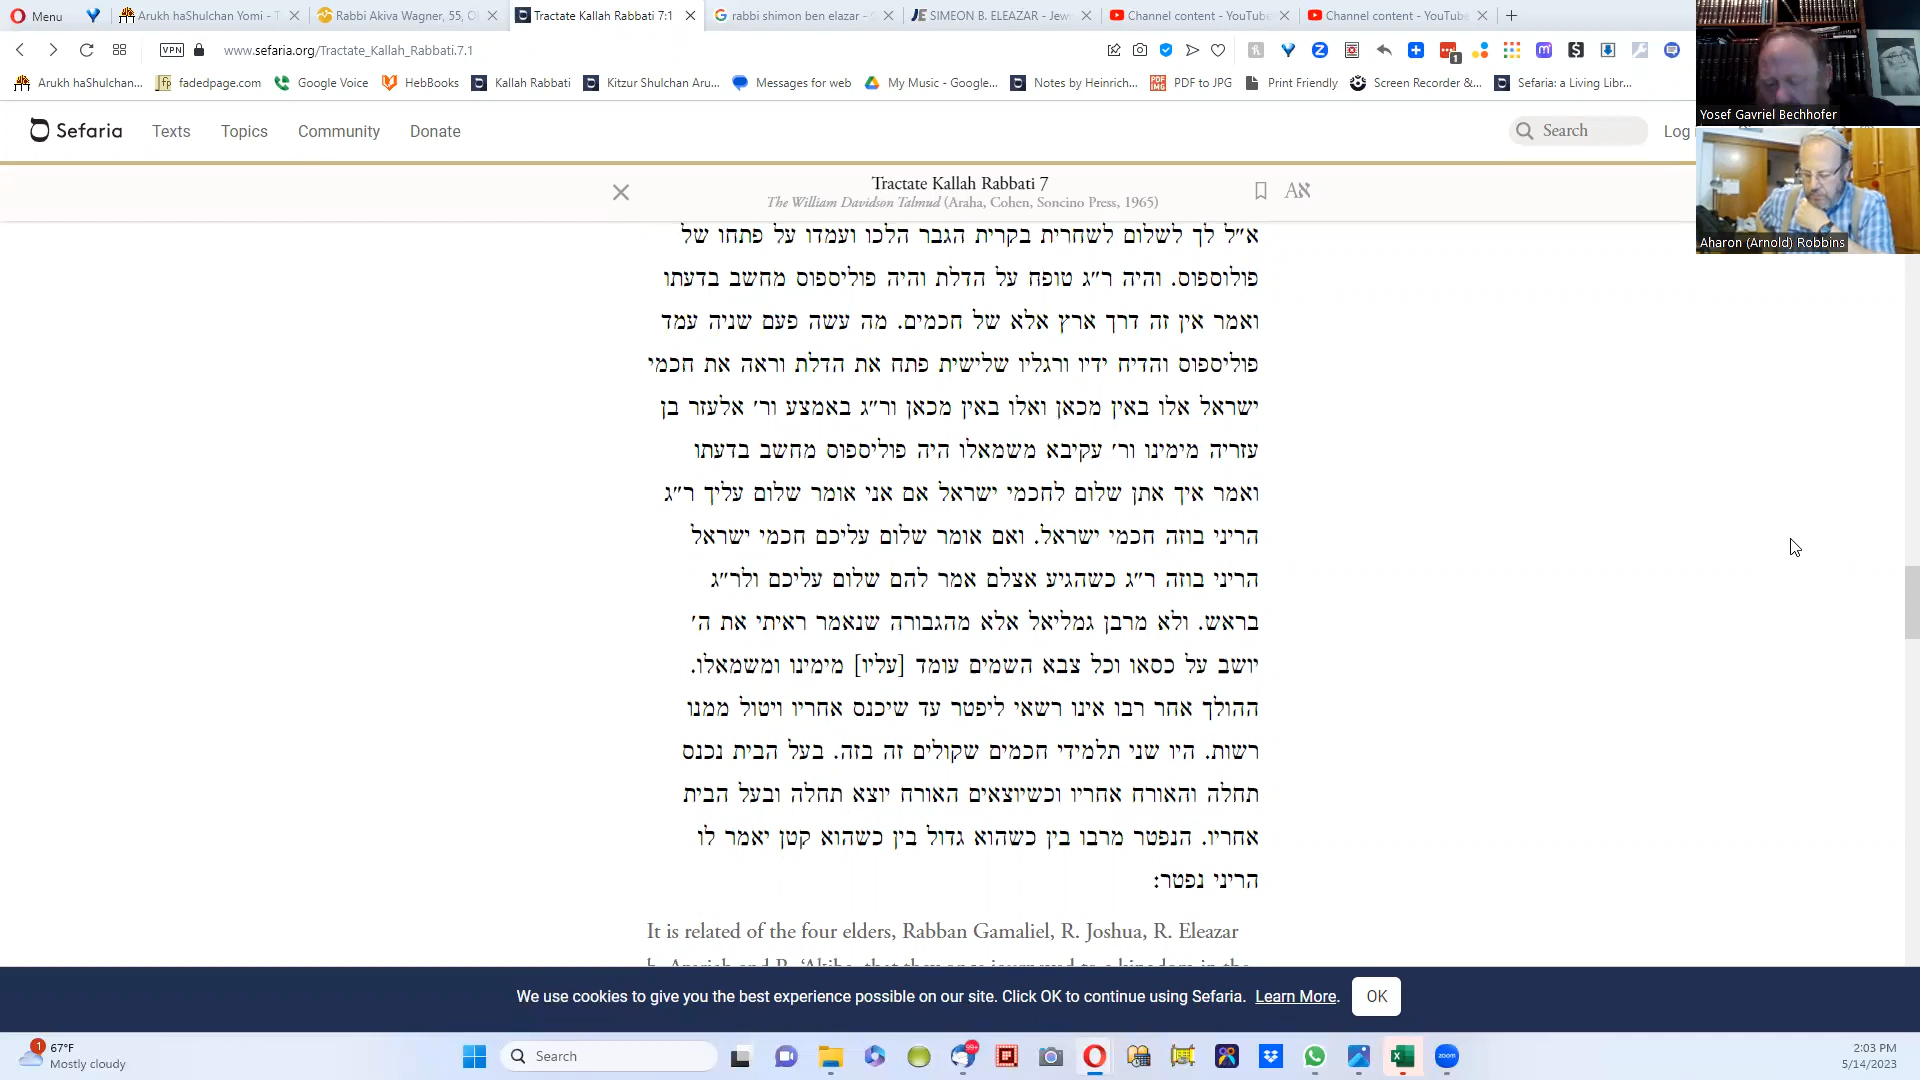 Menu
Arukh haShulchan Yomi - T
Rabbi Akiva Wagner, 55, O
Tractate Kallah Rabbati 7:1
rabbi shimon ben elazar -
SIMEON B. ELEAZAR - Jew
Channel content - YouTube
Channel content - YouTube
VPN
www.sefaria.org/Tractate_Kallah_Rabbati.7.1
Arukh haShulchan...
fadedpage.com
Google Voice
HebBooks
Kallah Rabbati
Kitzur Shulchan Aru...
Messages for web
My Music - Google...
Notes by Heinrich...
PDF to JPG
Print Friendly
Screen Recorder &...
Sefaria: a Living Libr...
Yosef Gavriel Bechhofer
Sefaria
Texts
Topics
Community
Donate
Search
Log
Tractate Kallah Rabbati 7
The William Davidson Talmud (Araha, Cohen, Soncino Press, 1965)
Aharon (Arnold) Robbins
א״ל לך לשלום לשחרית בקרית הגבר הלכו ועמדו על פתחו של
פולוספוס. והיה ר״ג טופח על הדלת והיה פוליספוס מחשב בדעתו
ואמר אין זה דרך ארץ אלא של חכמים. מה עשה פעם שניה עמד
פוליספוס והדיח ידיו ורגליו שלישית פתח את הדלת וראה את חכמי
ישראל אלו באין מכאן ואלו באין מכאן ור״ג באמצע ור׳ אלעזר בן
עזריה מימינו ור׳ עקיבא משמאלו היה פוליספוס מחשב בדעתו
ואמר איך אתן שלום לחכמי ישראל אם אני אומר שלום עליך ר״ג
הריני בוזה חכמי ישראל. ואם אומר שלום עליכם חכמי ישראל
הריני בוזה ר״ג כשהגיע אצלם אמר להם שלום עליכם ולר״ג
בראש. ולא מרבן גמליאל אלא מהגבורה שנאמר ראיתי את ה׳
יושב על כסאו וכל צבא השמים עומד [עליו] מימינו ומשמאלו.
ההולך אחר רבו אינו רשאי ליפטר עד שיכנס אחריו ויטול ממנו
רשות. היו שני תלמידי חכמים שקולים זה בזה. בעל הבית נכנס
תחלה והאורח אחריו וכשיוצאים האורח יוצא תחלה ובעל הבית
אחריו. הנפטר מרבו בין כשהוא גדול בין כשהוא קטן יאמר לו
הריני נפטר:
It is related of the four elders, Rabban Gamaliel, R. Joshua, R. Eleazar
b. Azariah and R. ‘Akiba, that they once journeyed to a kingdom in the
We use cookies to give you the best experience possible on our site. Click OK to continue using Sefaria. Learn More.
OK
67°F
Mostly cloudy
Search
99+
zoom
2:03 PM
5/14/2023